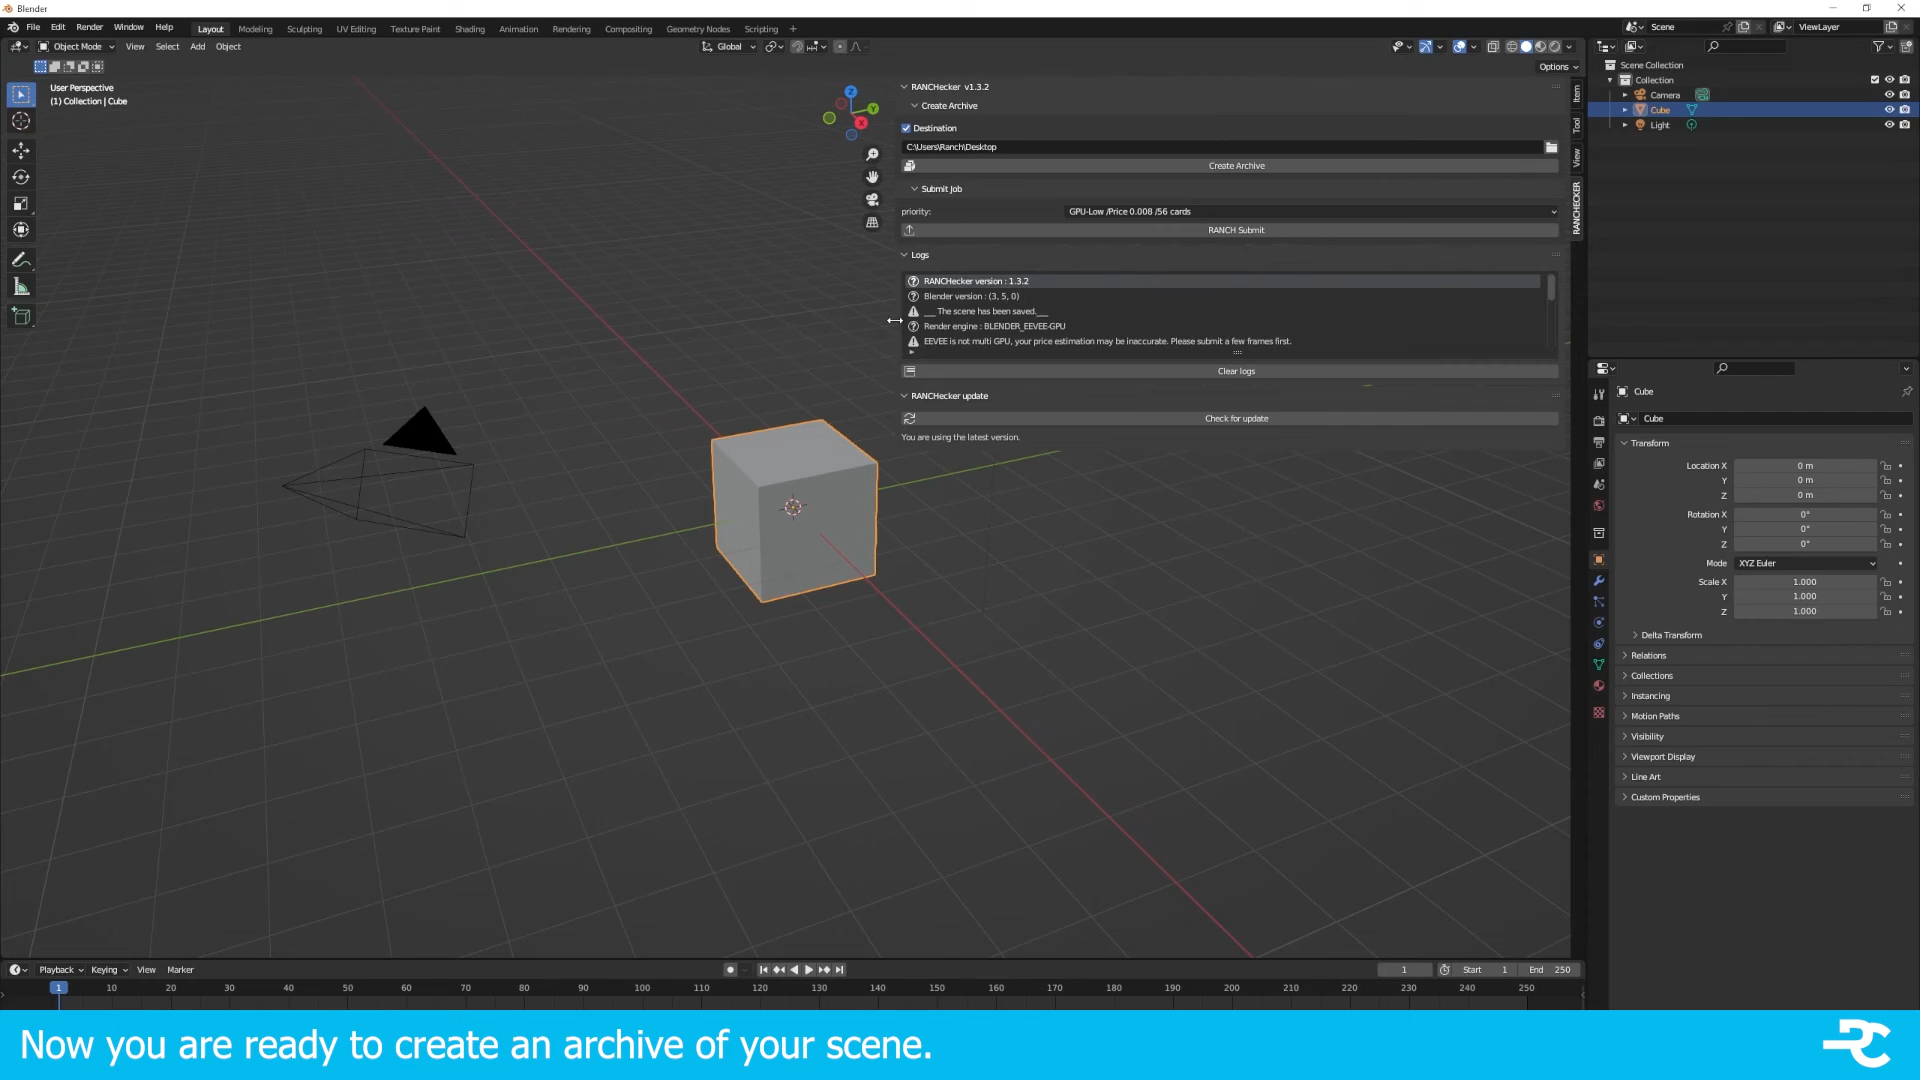 Blender
File Edit Render Window Help Layout Modeling Sculpting UV Editing Texture Paint Shading Animation Rendering Compositing Geometry Nodes Scripting +
Scene ViewLayer
Object Mode View Select Add Object Global
Options
User Perspective
(1) Collection | Cube
Z
Y
X
RANCHecker v1.3.2
Create Archive
Destination
C:\Users\Ranch\Desktop
Create Archive
Submit Job
priority: GPU-Low /Price 0.008 /56 cards
RANCH Submit
Logs
RANCHecker version : 1.3.2
Blender version : (3, 5, 0)
___ The scene has been saved.___
Render engine : BLENDER_EEVEE-GPU
EEVEE is not multi GPU, your price estimation may be inaccurate. Please submit a few frames first.
Clear logs
RANCHecker update
Check for update
You are using the latest version.
Item
Tool
View
RANCHECKER
Scene Collection
Collection
Camera
Cube
Light
Cube
Cube
Transform
Location X 0 m
Y 0 m
Z 0 m
Rotation X 0°
Y 0°
Z 0°
Mode XYZ Euler
Scale X 1.000
Y 1.000
Z 1.000
Delta Transform
Relations
Collections
Instancing
Motion Paths
Visibility
Viewport Display
Line Art
Custom Properties
Playback Keying View Marker 1 Start 1 End 250
1 10 20 30 40 50 60 70 80 90 100 110 120 130 140 150 160 170 180 190 200 210 220 230 240 250
Now you are ready to create an archive of your scene.